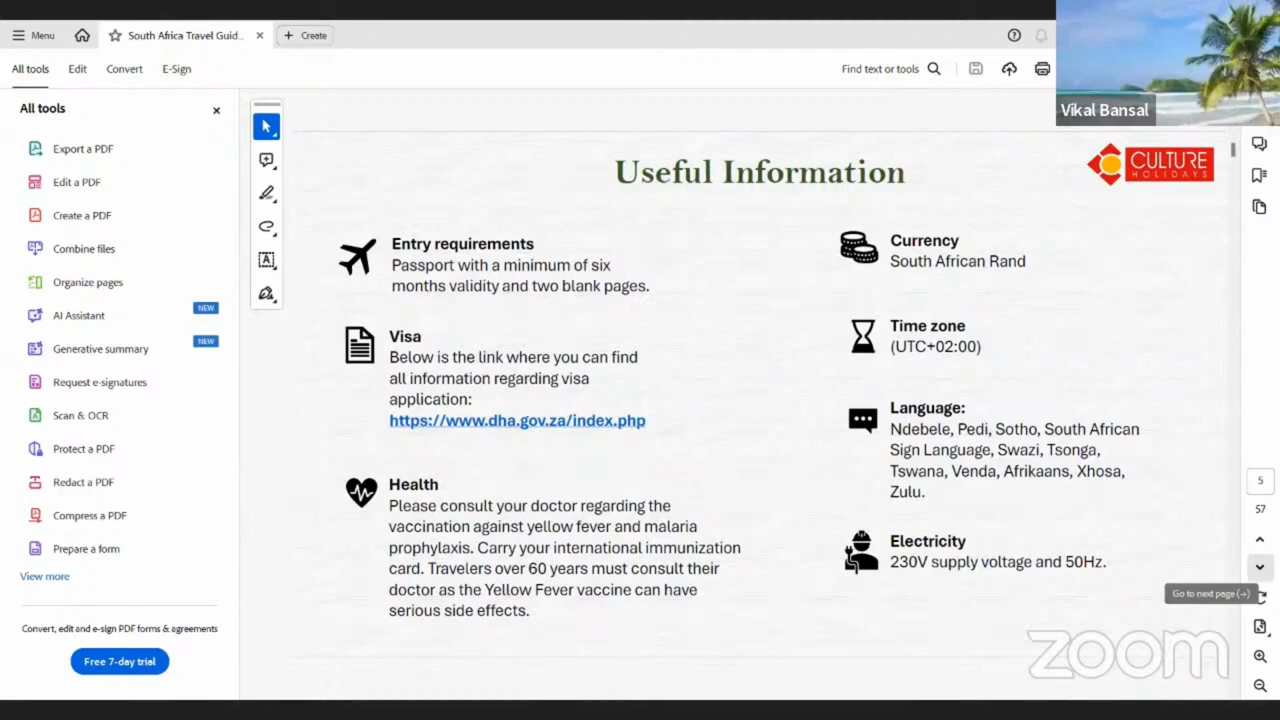 Menu
South Africa Travel Guid..
Create
All tools
Edit
Convert
E-Sign
Find text or tools
Vikal Bansal
All tools
Export a PDF
Edit a PDF
Create a PDF
Combine files
Organize pages
AI Assistant
NEW
Generative summary
NEW
Request e-signatures
Scan & OCR
Protect a PDF
Redact a PDF
Compress a PDF
Prepare a form
View more
Convert, edit and e-sign PDF forms & agreements
Free 7-day trial
Useful Information
CULTURE
HOLIDAYS
Entry requirements
Passport with a minimum of six
months validity and two blank pages.
Visa
Below is the link where you can find
all information regarding visa
application:
https://www.dha.gov.za/index.php
Health
Please consult your doctor regarding the
vaccination against yellow fever and malaria
prophylaxis. Carry your international immunization
card. Travelers over 60 years must consult their
doctor as the Yellow Fever vaccine can have
serious side effects.
Currency
South African Rand
Time zone
(UTC+02:00)
Language:
Ndebele, Pedi, Sotho, South African
Sign Language, Swazi, Tsonga,
Tswana, Venda, Afrikaans, Xhosa,
Zulu.
Electricity
230V supply voltage and 50Hz.
5
57
Go to next page (→)
zoom